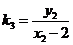 k₃ = y₂ / (x₂ − 2)